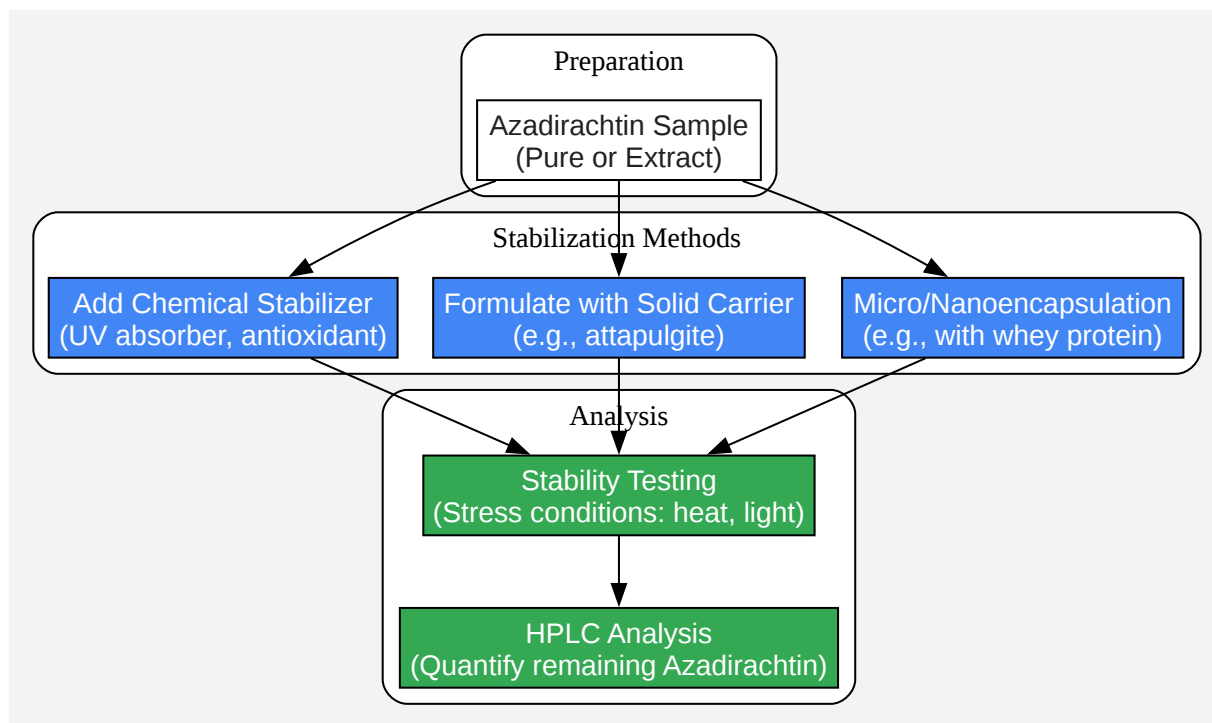 Preparation
Azadirachtin Sample
(Pure or Extract)
Stabilization Methods
Add Chemical Stabilizer
(UV absorber, antioxidant)
Formulate with Solid Carrier
(e.g., attapulgite)
Micro/Nanoencapsulation
(e.g., with whey protein)
Analysis
Stability Testing
(Stress conditions: heat, light)
HPLC Analysis
(Quantify remaining Azadirachtin)